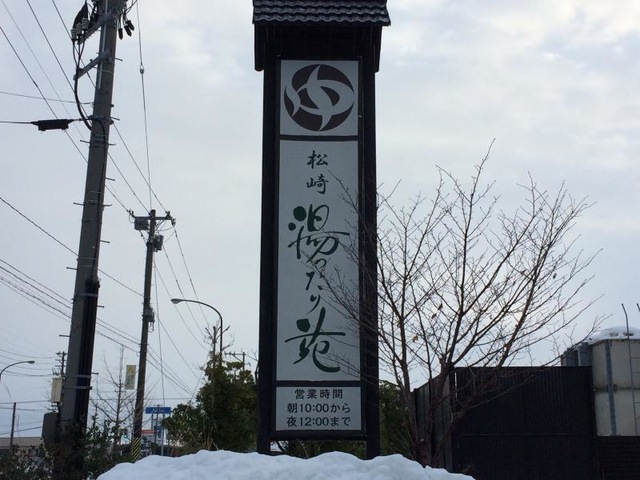 松崎
湯ったり苑
営業時間
朝10:00から
夜12:00まで